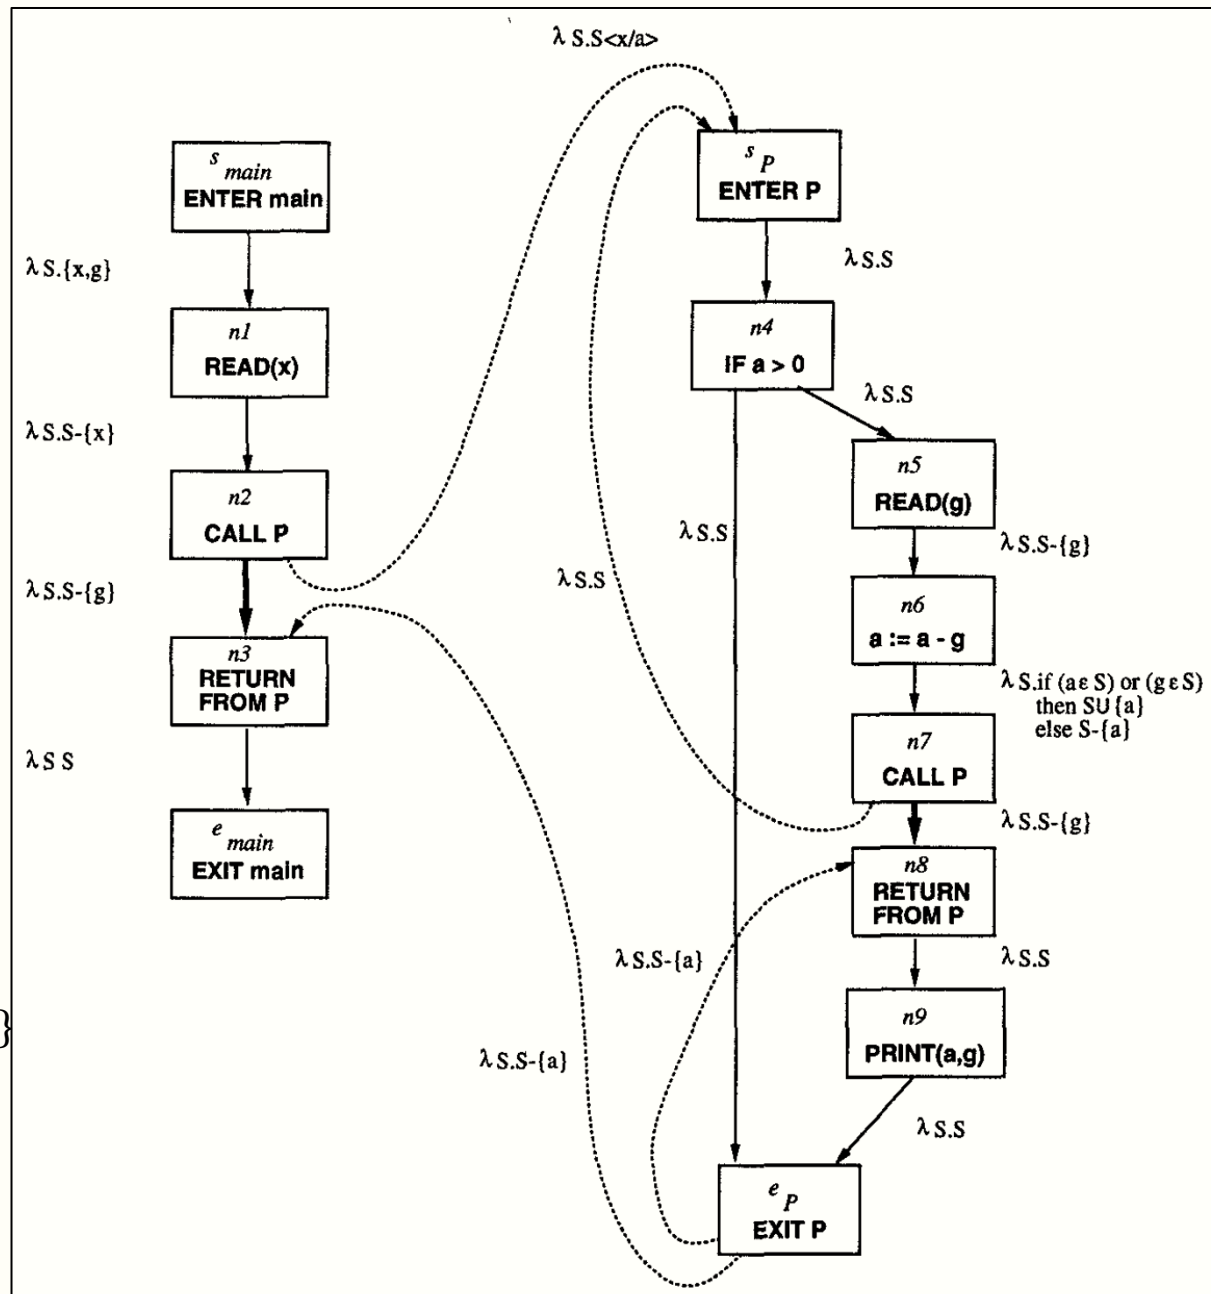 λ S.S<x/a>
s main
ENTER main
λ S.{x,g}
n1
READ(x)
λ S.S-{x}
n2
CALL P
λ S.S-{g}
n3
RETURN
FROM P
λ S S
e main
EXIT main
}
s P
ENTER P
λ S.S
n4
IF a > 0
λ S.S
n5
READ(g)
λ S.S
λ S.S-{g}
λ S.S
n6
a := a - g
λ S.if (a ε S) or (g ε S)
then S∪{a}
else S-{a}
n7
CALL P
λ S.S-{g}
n8
RETURN
FROM P
λ S.S-{a}
λ S.S
n9
PRINT(a,g)
λ S.S-{a}
λ S.S
e P
EXIT P